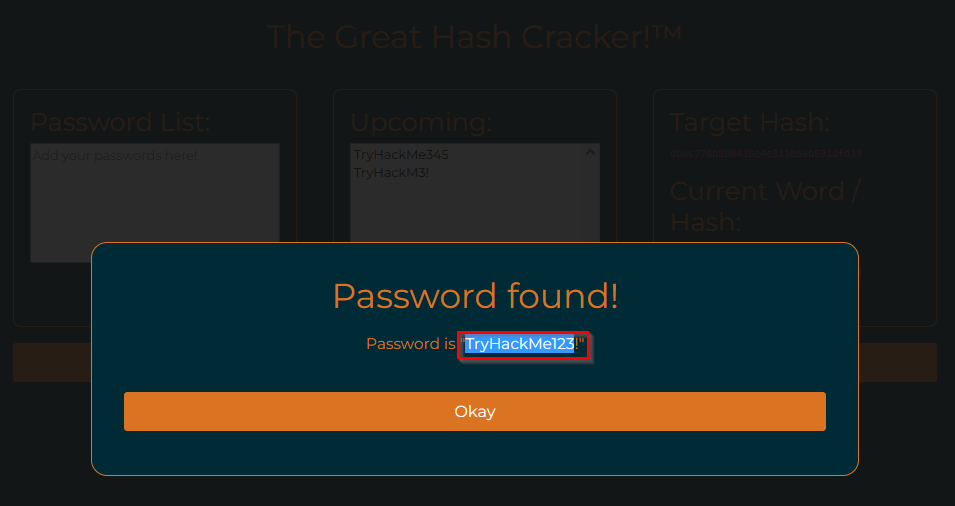 The Great Hash Cracker!™
Password List:
Add your passwords here!
Upcoming:
TryHackMe345
TryHackM3!
Target Hash:
Current Word /
Hash:
Password found!
Password is "TryHackMe123!"
Okay